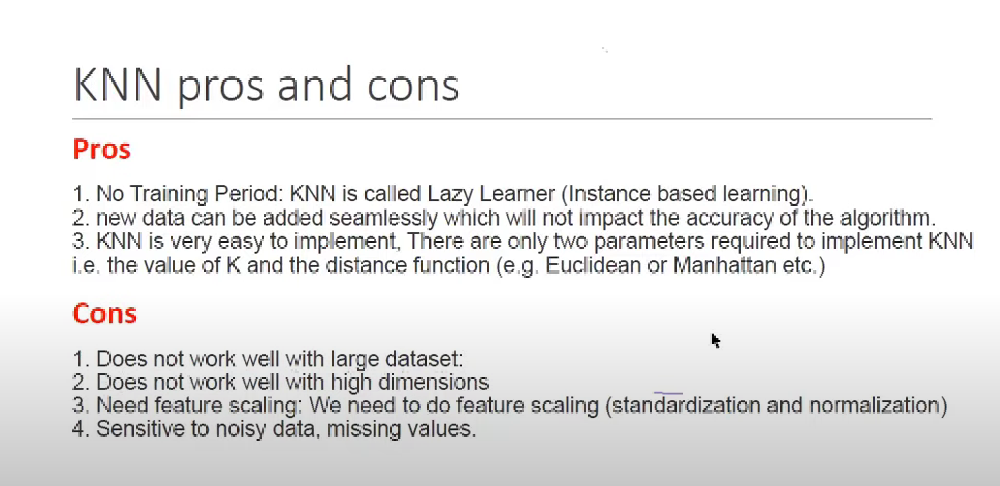 KNN pros and cons
Pros
1. No Training Period: KNN is called Lazy Learner (Instance based learning).
2. new data can be added seamlessly which will not impact the accuracy of the algorithm.
3. KNN is very easy to implement, There are only two parameters required to implement KNN
i.e. the value of K and the distance function (e.g. Euclidean or Manhattan etc.)
Cons
1. Does not work well with large dataset:
2. Does not work well with high dimensions
3. Need feature scaling: We need to do feature scaling (standardization and normalization)
4. Sensitive to noisy data, missing values.